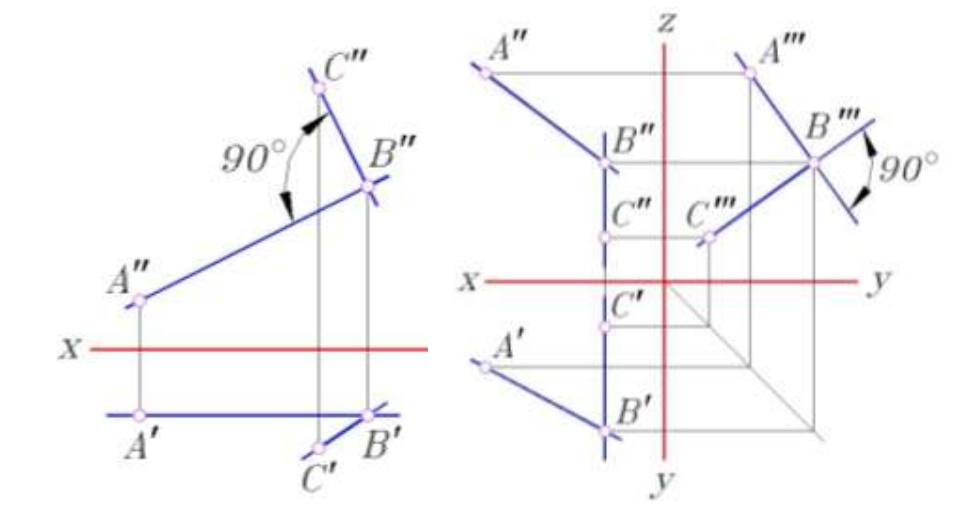 C″
90°
B″
A″
x
A′
B′
C′
z
A″
A‴
B″
B‴
90°
C″
C‴
x
y
C′
A′
B′
y